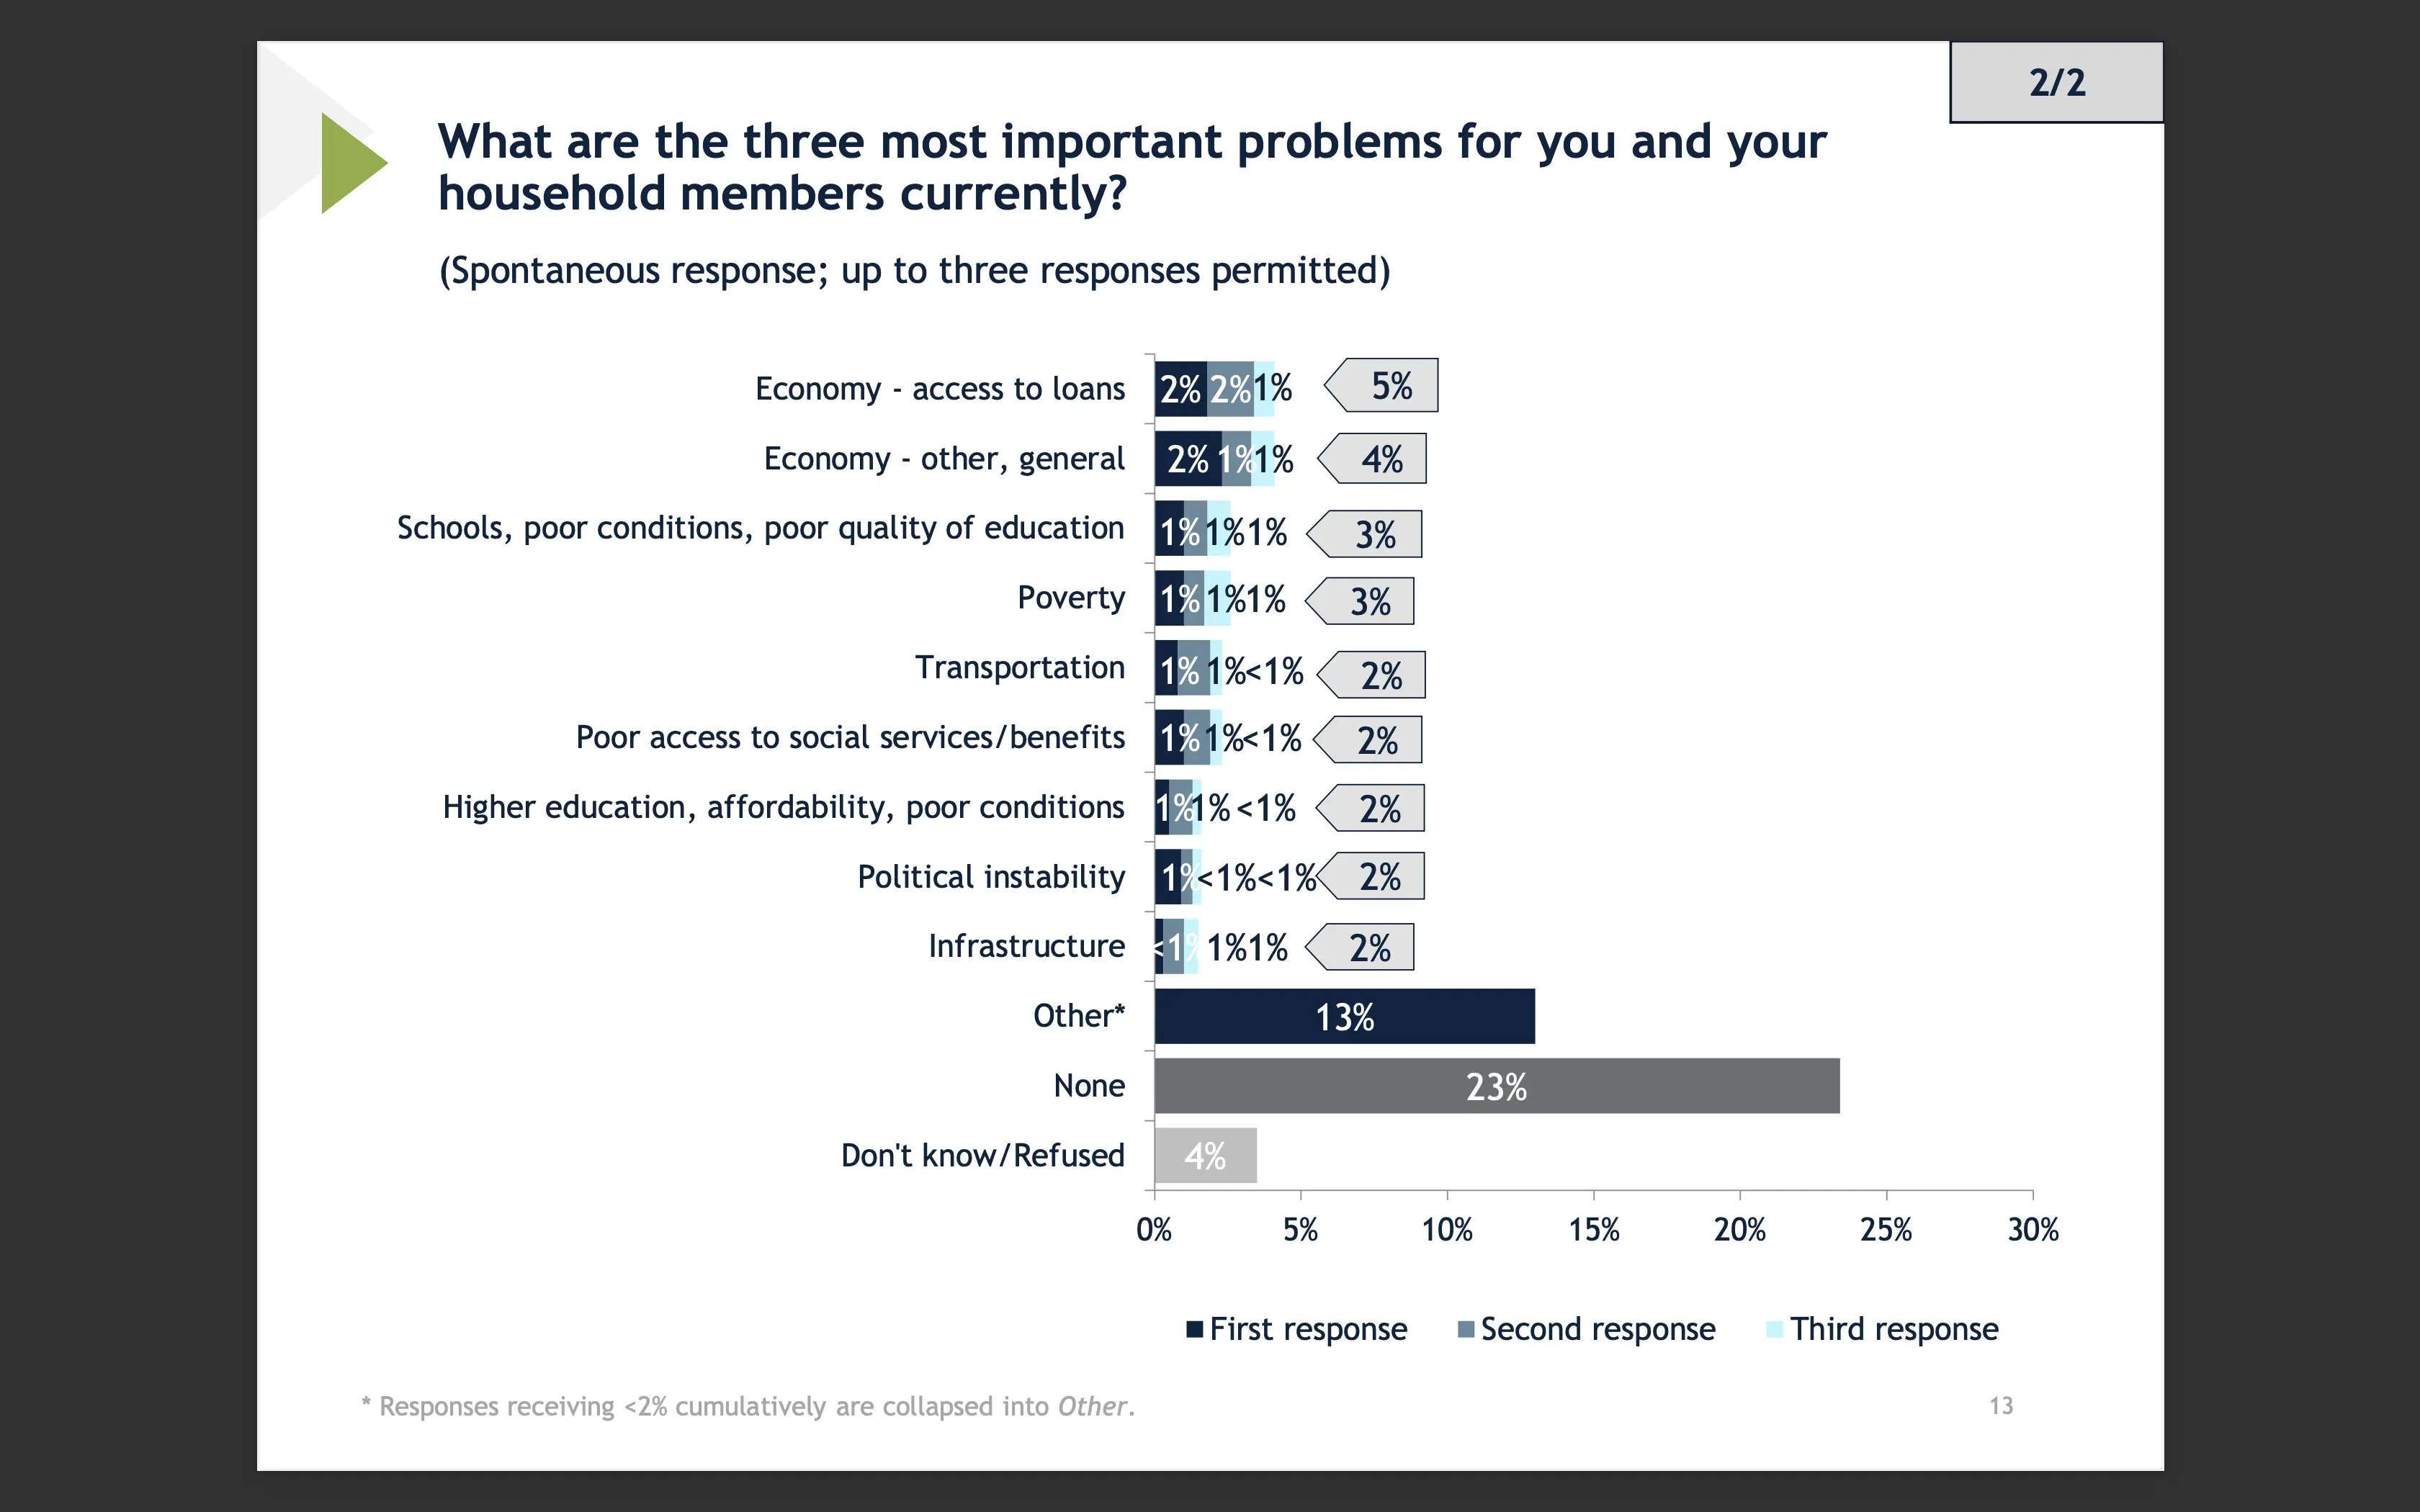 2/2
What are the three most important problems for you and your
household members currently?
(Spontaneous response; up to three responses permitted)
Economy - access to loans 2% 2% 1% 5%
Economy - other, general 2% 1% 1% 4%
Schools, poor conditions, poor quality of education 1% 1% 1% 3%
Poverty 1% 1% 1% 3%
Transportation 1% 1% <1% 2%
Poor access to social services/benefits 1% 1% <1% 2%
Higher education, affordability, poor conditions 1% 1% <1% 2%
Political instability 1% <1% <1% 2%
Infrastructure <1% 1% 1% 2%
Other* 13%
None 23%
Don't know/Refused 4%
0% 5% 10% 15% 20% 25% 30%
First response Second response Third response
* Responses receiving <2% cumulatively are collapsed into Other.
13